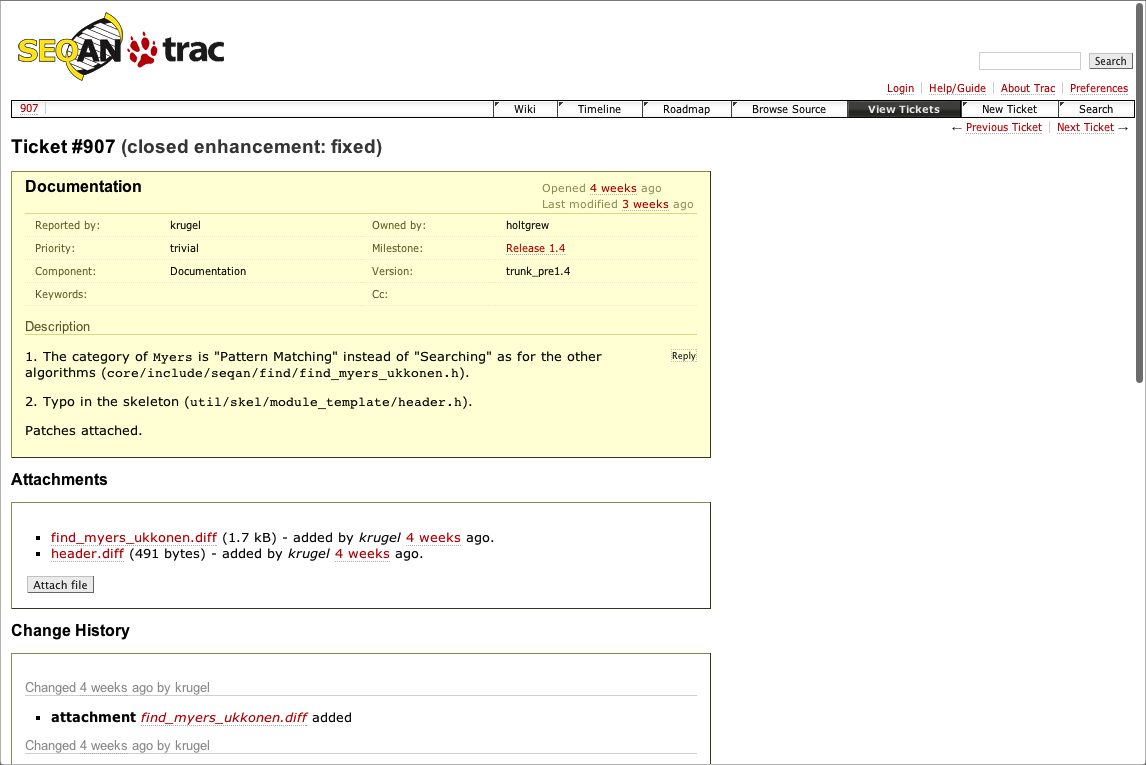 SEQAN trac
Search
Login Help/Guide About Trac Preferences
907 Wiki Timeline Roadmap Browse Source View Tickets New Ticket Search
← Previous Ticket Next Ticket →
Ticket #907 (closed enhancement: fixed)
Documentation
Opened 4 weeks ago
Last modified 3 weeks ago
Reported by: krugel Owned by: holtgrew
Priority: trivial Milestone: Release 1.4
Component: Documentation Version: trunk_pre1.4
Keywords: Cc:
Description
1. The category of Myers is "Pattern Matching" instead of "Searching" as for the other Reply
algorithms (core/include/seqan/find/find_myers_ukkonen.h).
2. Typo in the skeleton (util/skel/module_template/header.h).
Patches attached.
Attachments
find_myers_ukkonen.diff (1.7 kB) - added by krugel 4 weeks ago.
header.diff (491 bytes) - added by krugel 4 weeks ago.
Attach file
Change History
Changed 4 weeks ago by krugel
attachment find_myers_ukkonen.diff added
Changed 4 weeks ago by krugel